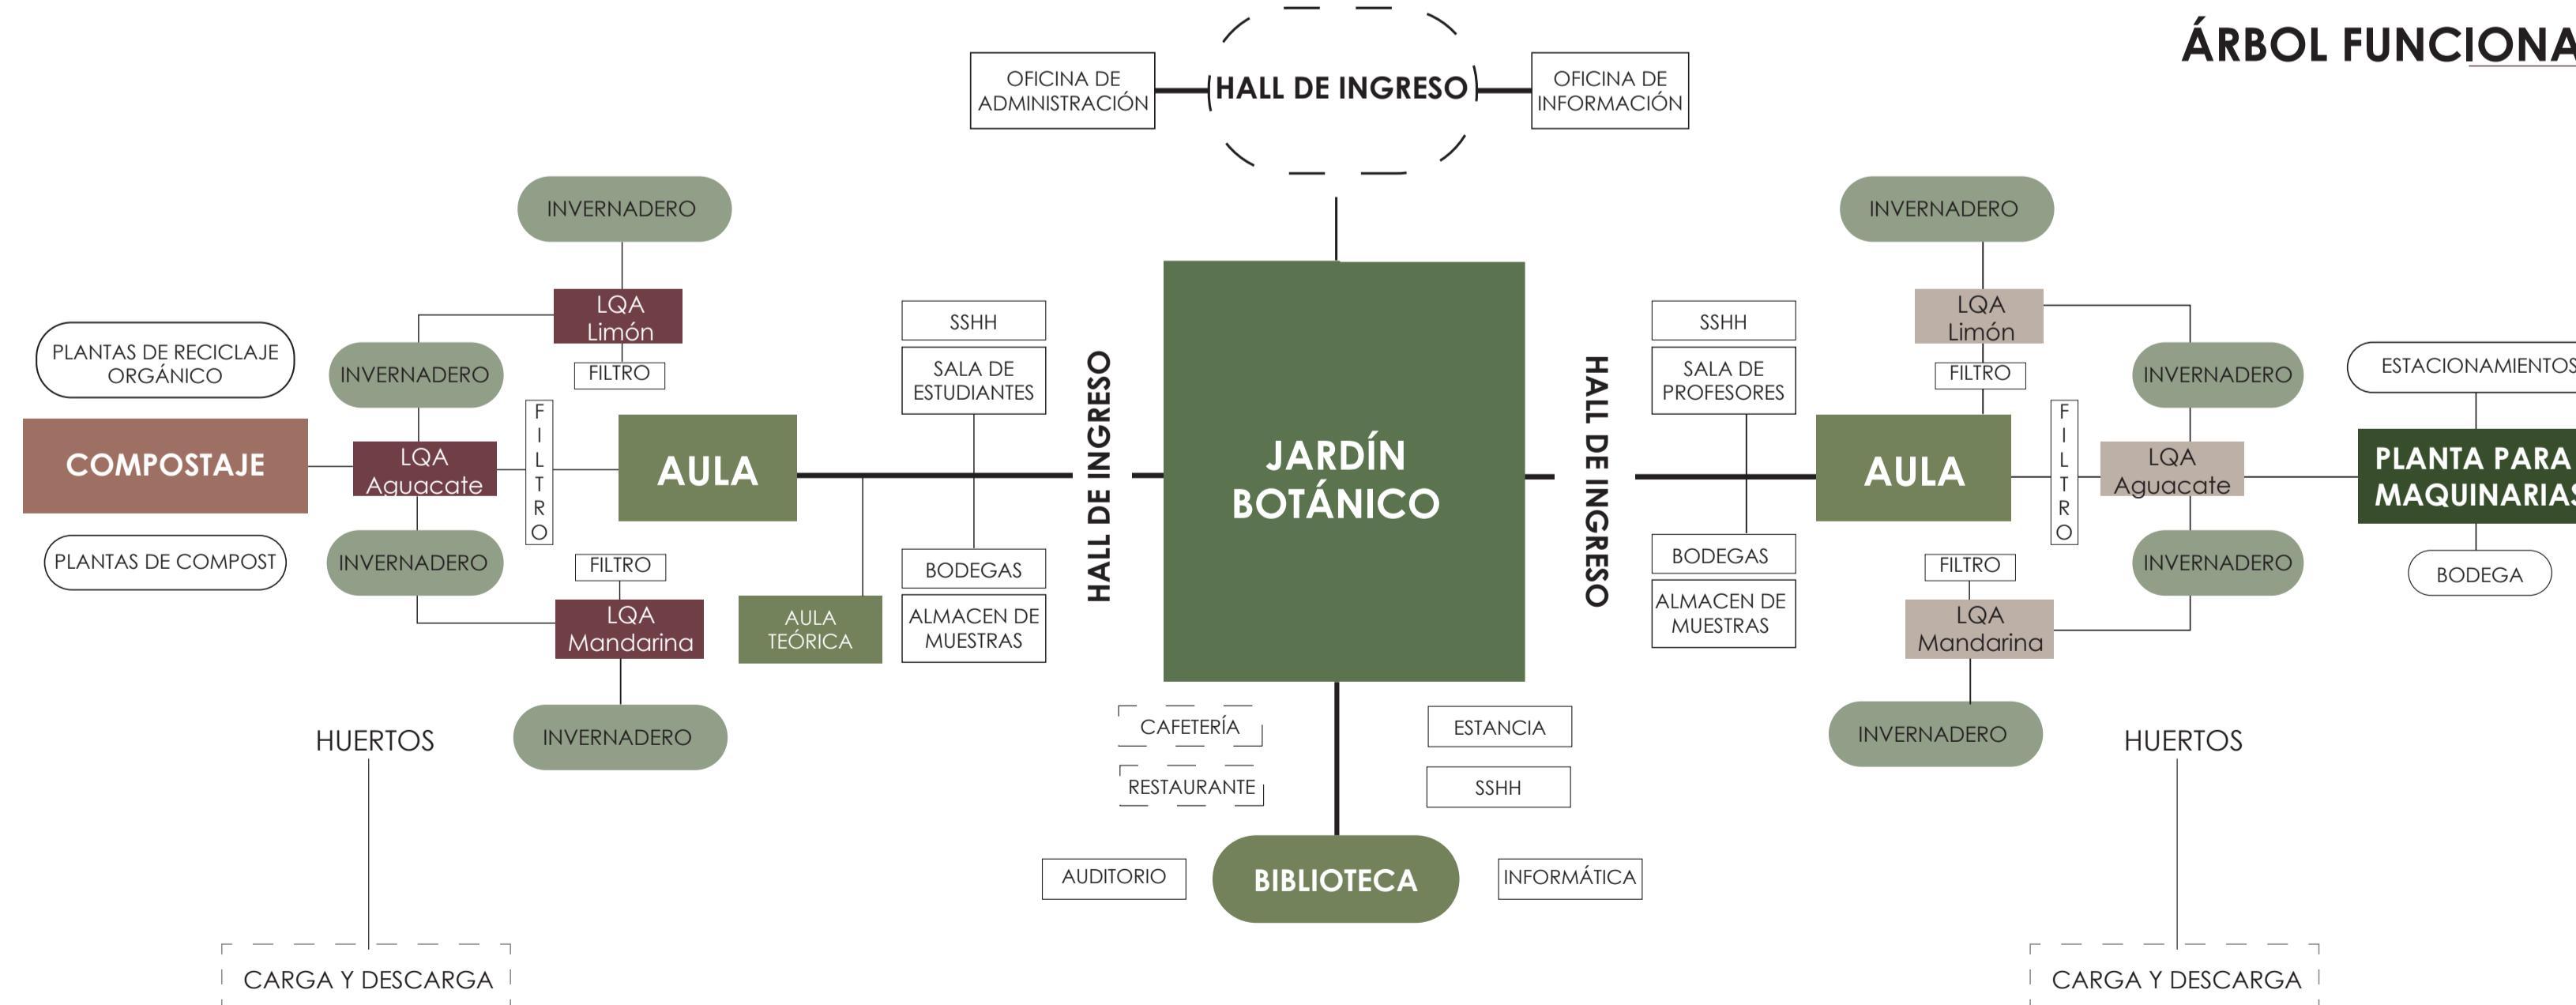 ÁRBOL FUNCIONA
OFICINA DE
ADMINISTRACIÓN
HALL DE INGRESO
OFICINA DE
INFORMACIÓN
INVERNADERO
LQA
Limón
FILTRO
PLANTAS DE RECICLAJE
ORGÁNICO
INVERNADERO
COMPOSTAJE
LQA
Aguacate
FILTRO
AULA
PLANTAS DE COMPOST
INVERNADERO
FILTRO
LQA
Mandarina
INVERNADERO
AULA
TEÓRICA
SSHH
SALA DE
ESTUDIANTES
BODEGAS
ALMACEN DE
MUESTRAS
HALL DE INGRESO
JARDÍN
BOTÁNICO
HALL DE INGRESO
SSHH
SALA DE
PROFESORES
BODEGAS
ALMACEN DE
MUESTRAS
INVERNADERO
LQA
Limón
FILTRO
AULA
FILTRO
INVERNADERO
LQA
Aguacate
INVERNADERO
FILTRO
LQA
Mandarina
INVERNADERO
ESTACIONAMIENTOS
PLANTA PARA
MAQUINARIAS
BODEGA
CAFETERÍA
RESTAURANTE
ESTANCIA
SSHH
AUDITORIO
BIBLIOTECA
INFORMÁTICA
HUERTOS
CARGA Y DESCARGA
HUERTOS
CARGA Y DESCARGA